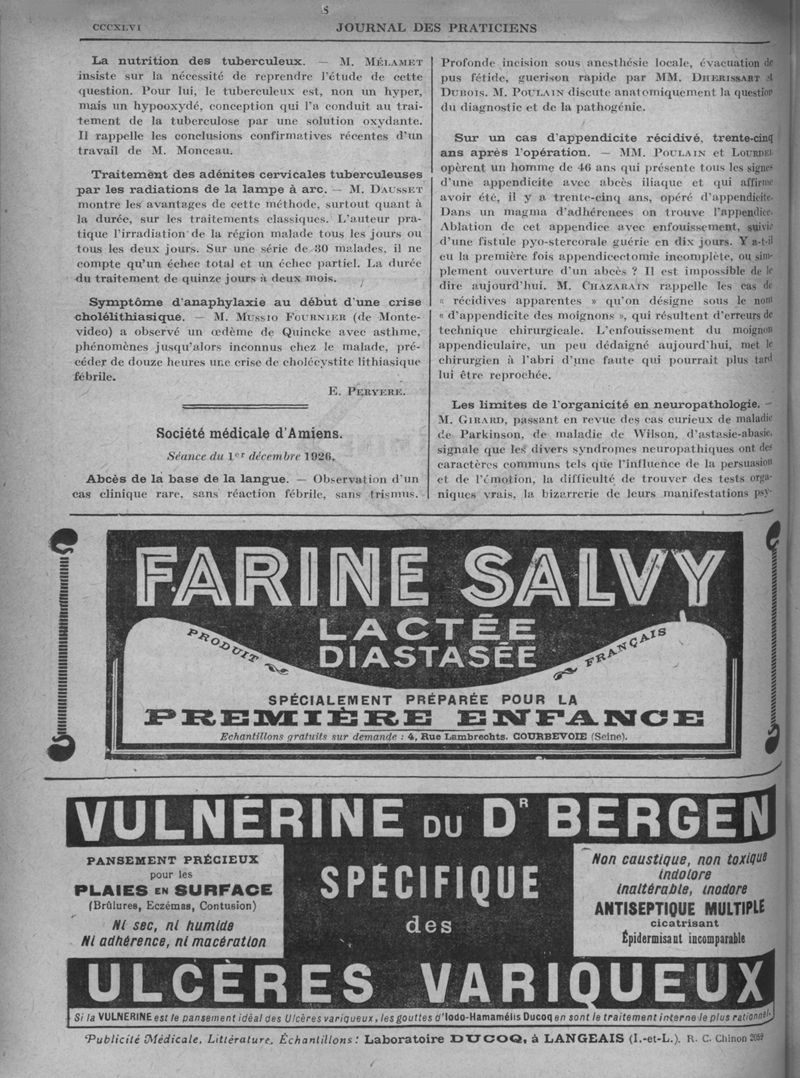 S
CCCXLVI
JOURNAL DES PRATICIENS
La nutrition des tuberculeux. — M. MÉLAMET
insiste sur la nécessité de reprendre l'étude de cette
question. Pour lui, le tuberculeux est, non un hyper,
mais un hypooxydé, conception qui l'a conduit au trai-
tement de la tuberculose par une solution oxydante.
Il rappelle les conclusions confirmatives récentes d'un
travail de M. Monceau.
Traitement des adénites cervicales tuberculeuses
par les radiations de la lampe à arc. — M. DAUSSET
montre les avantages de cette méthode, surtout quant à
la durée, sur les traitements classiques. L'auteur pra-
tique l'irradiation de la région malade tous les jours ou
tous les deux jours. Sur une série de 30 malades, il ne
compte qu'un échec total et un échec partiel. La durée
du traitement de quinze jours à deux mois.
Symptôme d'anaphylaxie au début d'une crise
cholélithiasique. — M. MUSSIO FOURNIER (de Monte-
video) a observé un œdème de Quincke avec asthme,
phénomènes jusqu'alors inconnus chez le malade, pré-
céder de douze heures une crise de cholécystite lithiasique
fébrile.
E. PERYERE.
Société médicale d'Amiens.
Séance du 1er décembre 1926.
Abcès de la base de la langue. — Observation d'un
cas clinique rare, sans réaction fébrile, sans trismus.
Profonde incision sous anesthésie locale, évacuation de
pus fétide, guerison rapide par MM. DHERISSART et
DUBOIS. M. POULAIN discute anatomiquement la question
du diagnostic et de la pathogénie.
Sur un cas d'appendicite récidivé, trente-cinq
ans après l'opération. — MM. POULAIN et LOURDEL
opèrent un homme de 46 ans qui présente tous les signes
d'une appendicite avec abcès iliaque et qui affirme
avoir été, il y a trente-cinq ans, opéré d'appendicite.
Dans un magma d'adhérences on trouve l'appendice.
Ablation de cet appendice avec enfouissement, suivie
d'une fistule pyo-stercorale guérie en dix jours. Y a-t-il
eu la première fois appendicectomie incomplète, ou sim-
plement ouverture d'un abcès ? Il est impossible de le
dire aujourd'hui. M. CHAZARAIN rappelle les cas de
« récidives apparentes » qu'on désigne sous le nom
« d'appendicite des moignons », qui résultent d'erreurs de
technique chirurgicale. L'enfouissement du moignon
appendiculaire, un peu dédaigné aujourd'hui, met le
chirurgien à l'abri d'une faute qui pourrait plus tard
lui être reprochée.
Les limites de l'organicité en neuropathologie. —
M. GIRARD, passant en revue des cas curieux de maladie
de Parkinson, de maladie de Wilson, d'astasie-abasie,
signale que les divers syndromes neuropathiques ont des
caractères communs tels que l'influence de la persuasion
et de l'émotion, la difficulté de trouver des tests orga-
niques vrais, la bizarrerie de leurs manifestations psy-
FARINE SALVY
LACTÉE
DIASTASÉE
PRODUIT
FRANÇAIS
SPÉCIALEMENT PRÉPARÉE POUR LA
PREMIÈRE ENFANCE
Echantillons gratuits sur demande : 4, Rue Lambrechts. COURBEVOIE (Seine).
VULNÉRINE DU DR BERGEN
PANSEMENT PRÉCIEUX
pour les
PLAIES EN SURFACE
(Brûlures, Eczémas, Contusion)
Ni sec, ni humide
Ni adhérence, ni macération
SPÉCIFIQUE
des
Non caustique, non toxique
indolore
inaltérable, inodore
ANTISEPTIQUE MULTIPLE
cicatrisant
Épidermisant incomparable
ULCÈRES VARIQUEUX
Si la VULNERINE est le pansement idéal des Ulcères variqueux, les gouttes d'Iodo-Hamamélis Ducoq en sont le traitement interne le plus rationnel.
Publicité Médicale, Littérature, Échantillons : Laboratoire DUCOQ, à LANGEAIS (I.-et-L.). R. C. Chinon 2059